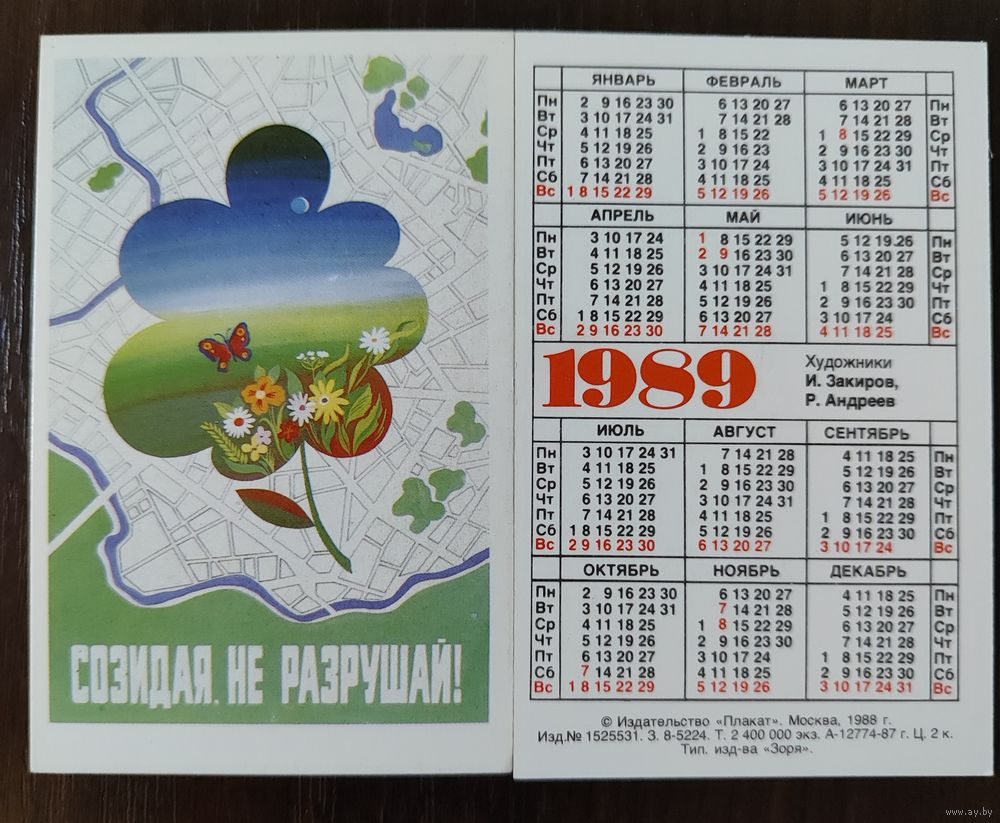 СОЗИДАЯ, НЕ РАЗРУШАЙ!
ЯНВАРЬ ФЕВРАЛЬ МАРТ
Пн 2 9 16 23 30 6 13 20 27 6 13 20 27 Пн
Вт 3 10 17 24 31 7 14 21 28 7 14 21 28 Вт
Ср 4 11 18 25 1 8 15 22 1 8 15 22 29 Ср
Чт 5 12 19 26 2 9 16 23 2 9 16 23 30 Чт
Пт 6 13 20 27 3 10 17 24 3 10 17 24 31 Пт
Сб 7 14 21 28 4 11 18 25 4 11 18 25 Сб
Вс 1 8 15 22 29 5 12 19 26 5 12 19 26 Вс
АПРЕЛЬ МАЙ ИЮНЬ
Пн 3 10 17 24 1 8 15 22 29 5 12 19 26 Пн
Вт 4 11 18 25 2 9 16 23 30 6 13 20 27 Вт
Ср 5 12 19 26 3 10 17 24 31 7 14 21 28 Ср
Чт 6 13 20 27 4 11 18 25 1 8 15 22 29 Чт
Пт 7 14 21 28 5 12 19 26 2 9 16 23 30 Пт
Сб 1 8 15 22 29 6 13 20 27 3 10 17 24 Сб
Вс 2 9 16 23 30 7 14 21 28 4 11 18 25 Вс
1989
Художники
И. Закиров,
Р. Андреев
ИЮЛЬ АВГУСТ СЕНТЯБРЬ
Пн 3 10 17 24 31 7 14 21 28 4 11 18 25 Пн
Вт 4 11 18 25 1 8 15 22 29 5 12 19 26 Вт
Ср 5 12 19 26 2 9 16 23 30 6 13 20 27 Ср
Чт 6 13 20 27 3 10 17 24 31 7 14 21 28 Чт
Пт 7 14 21 28 4 11 18 25 1 8 15 22 29 Пт
Сб 1 8 15 22 29 5 12 19 26 2 9 16 23 30 Сб
Вс 2 9 16 23 30 6 13 20 27 3 10 17 24 Вс
ОКТЯБРЬ НОЯБРЬ ДЕКАБРЬ
Пн 2 9 16 23 30 6 13 20 27 4 11 18 25 Пн
Вт 3 10 17 24 31 7 14 21 28 5 12 19 26 Вт
Ср 4 11 18 25 1 8 15 22 29 6 13 20 27 Ср
Чт 5 12 19 26 2 9 16 23 30 7 14 21 28 Чт
Пт 6 13 20 27 3 10 17 24 1 8 15 22 29 Пт
Сб 7 14 21 28 4 11 18 25 2 9 16 23 30 Сб
Вс 1 8 15 22 29 5 12 19 26 3 10 17 24 31 Вс
© Издательство «Плакат». Москва, 1988 г.
Изд.№ 1525531. З. 8-5224. Т. 2 400 000 экз. А-12774-87 г. Ц. 2 к.
Тип. изд-ва «Зоря».
www.ay.by